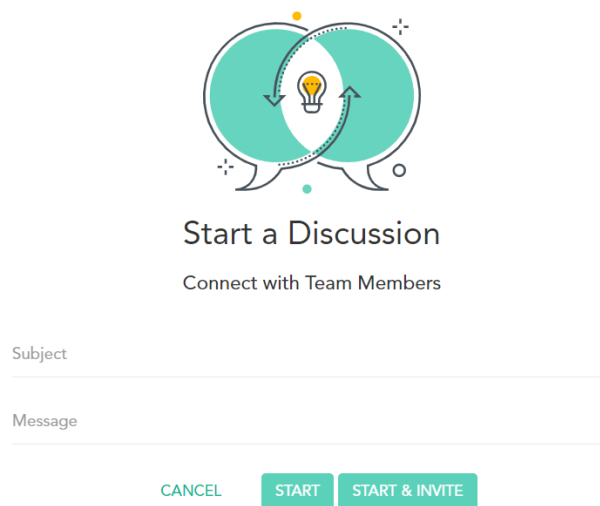 Start a Discussion
Connect with Team Members
Subject
Message
CANCEL START START & INVITE